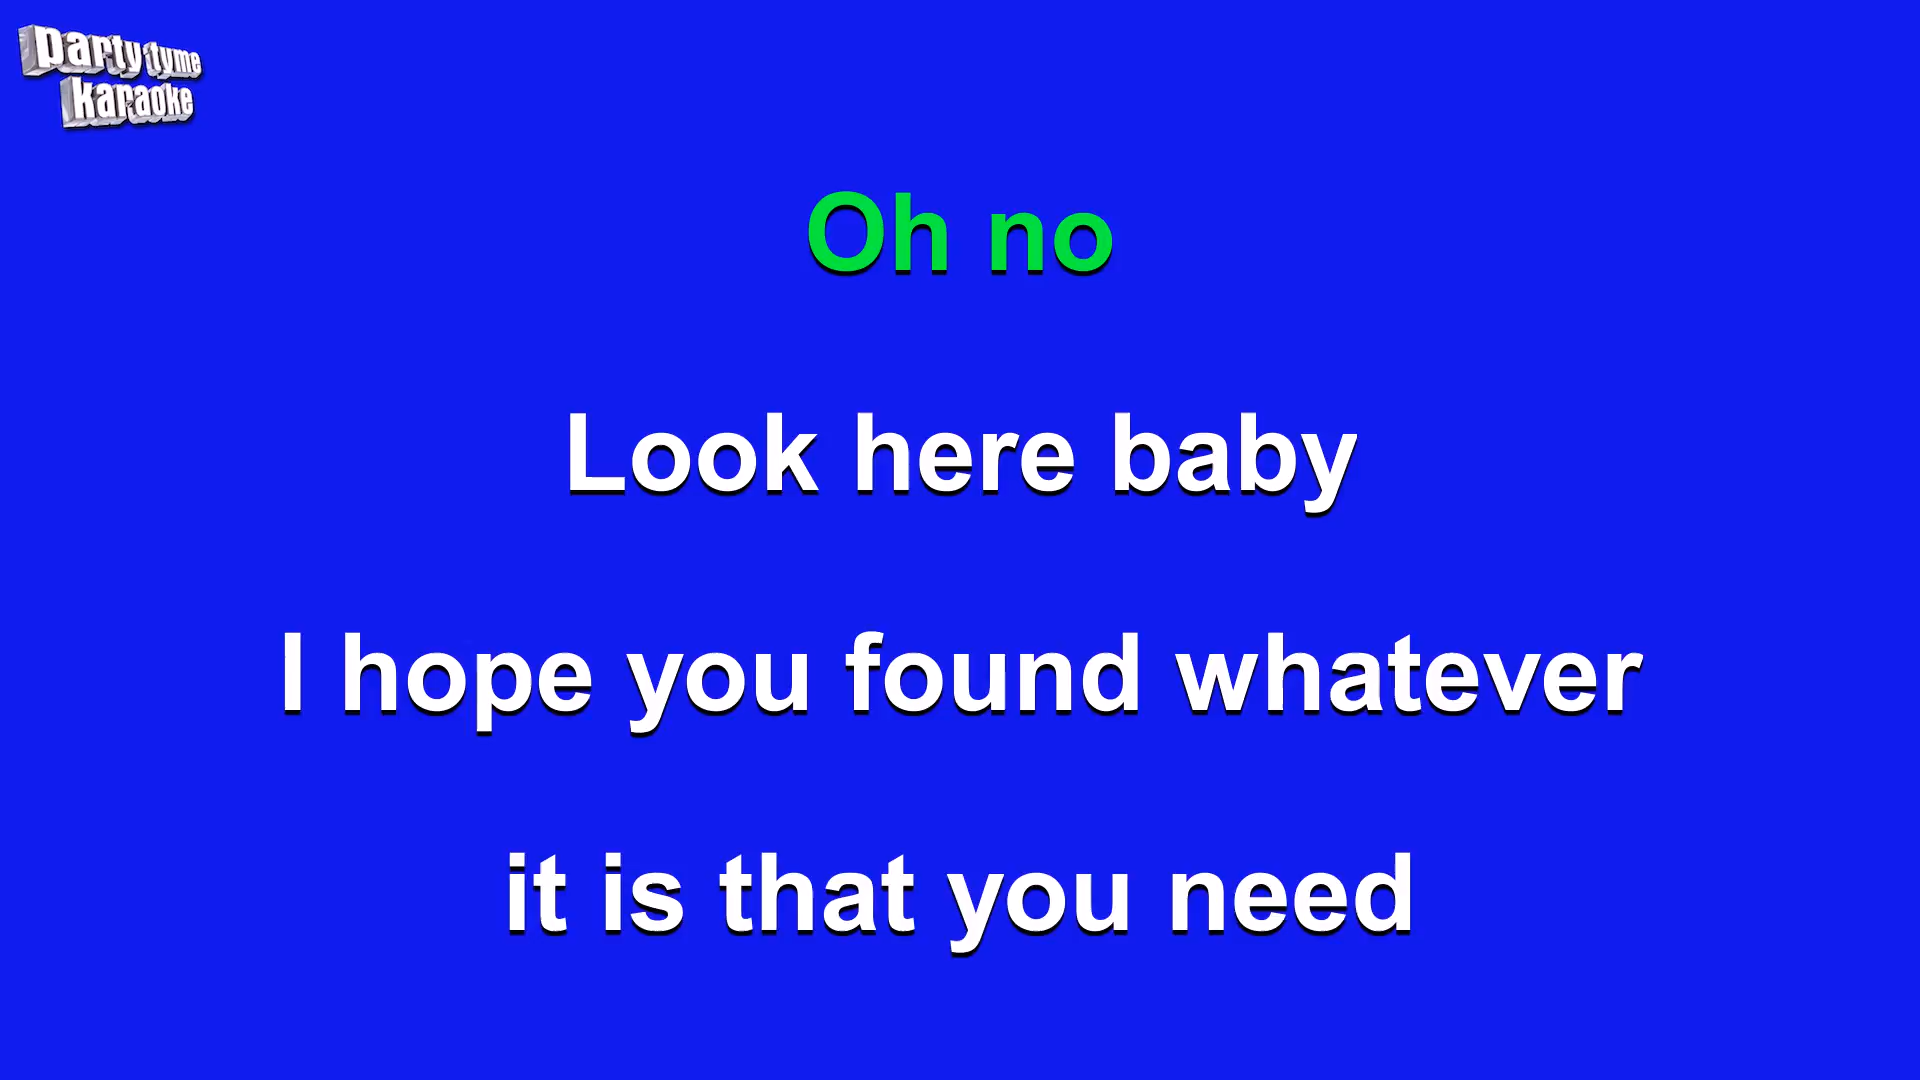 party tyme
karaoke
Oh no
Look here baby
I hope you found whatever
it is that you need